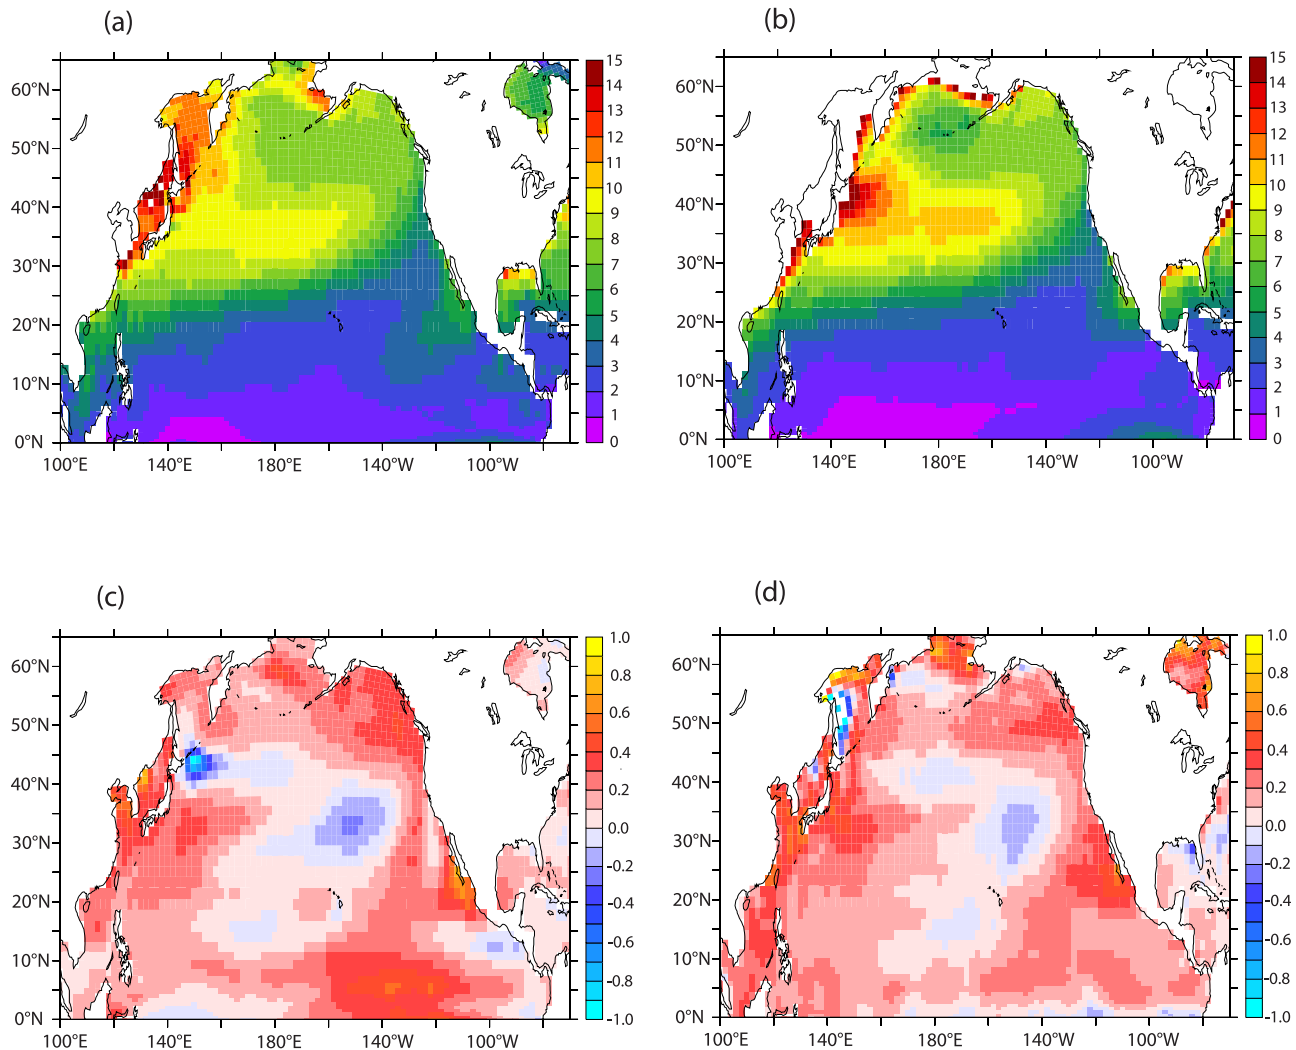 (a)
(b)
60°N
50°N
40°N
30°N
20°N
10°N
0°N
100°E
140°E
180°E
140°W
100°W
15
14
13
12
11
10
9
8
7
6
5
4
3
2
1
0
60°N
50°N
40°N
30°N
20°N
10°N
0°N
100°E
140°E
180°E
140°W
100°W
15
14
13
12
11
10
9
8
7
6
5
4
3
2
1
0
(c)
(d)
60°N
50°N
40°N
30°N
20°N
10°N
0°N
100°E
140°E
180°E
140°W
100°W
1.0
0.8
0.6
0.4
0.2
0.0
-0.2
-0.4
-0.6
-0.8
-1.0
60°N
50°N
40°N
30°N
20°N
10°N
0°N
100°E
140°E
180°E
140°W
100°W
1.0
0.8
0.6
0.4
0.2
0.0
-0.2
-0.4
-0.6
-0.8
-1.0